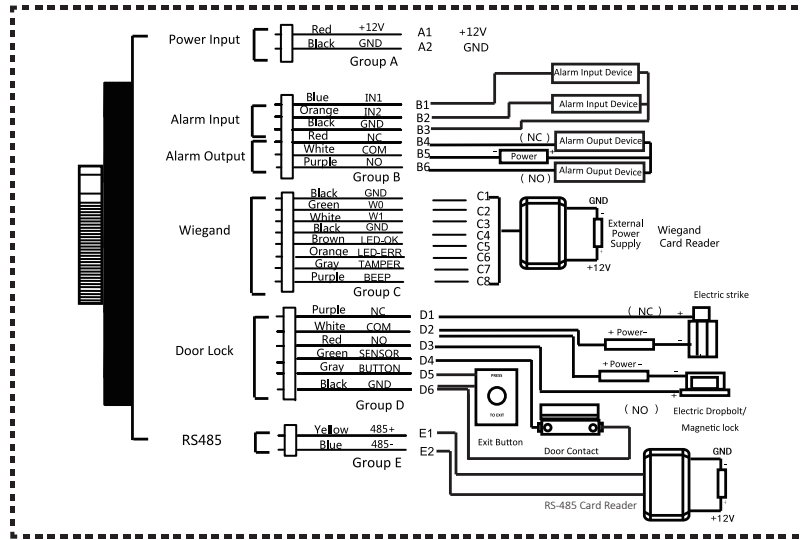 Power Input
Red +12V A1 +12V
Black GND A2 GND
Group A
Alarm Input
Alarm Output
Blue IN1 B1
Orange IN2 B2
Black GND B3
Red NC B4
White COM B5
Purple NO B6
Group B
Alarm Input Device
Alarm Input Device
( NC )
Alarm Ouput Device
- Power +
( NO )
Alarm Ouput Device
Wiegand
Black GND C1
Green W0 C2
White W1 C3
Black GND C4
Brown LED-OK C5
Orange LED-ERR C6
Gray TAMPER C7
Purple BEEP C8
Group C
GND
-
External
Power
Supply
+
+12V
Wiegand
Card Reader
Door Lock
Purple NC D1
White COM D2
Red NO D3
Green SENSOR D4
Gray BUTTON D5
Black GND D6
Group D
Electric strike
( NC ) +
+ Power - -
+ Power - -
+
( NO )
Electric Dropbolt/
Magnetic lock
PRESS
TO EXIT
Exit Button
Door Contact
RS485
Yellow 485+ E1
Blue 485- E2
Group E
RS-485 Card Reader
GND
-
+
+12V